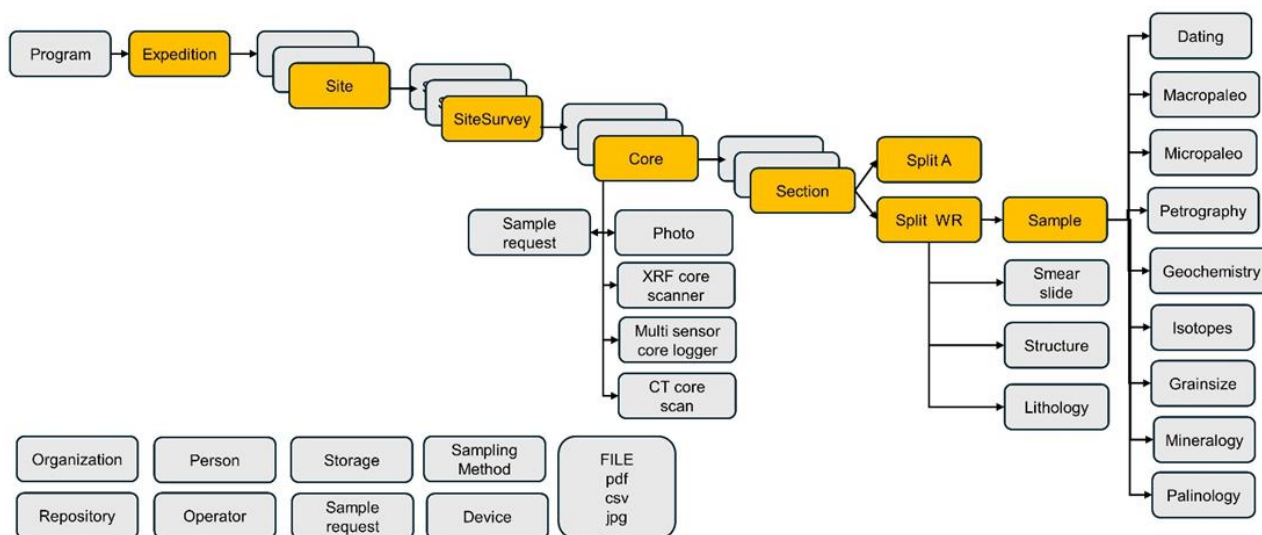 Program
Expedition
Site
S
S
SiteSurvey
Core
Section
Split A
Split WR
Sample
Sample
request
Photo
XRF core
scanner
Multi sensor
core logger
CT core
scan
Smear
slide
Structure
Lithology
Dating
Macropaleo
Micropaleo
Petrography
Geochemistry
Isotopes
Grainsize
Mineralogy
Palinology
Organization
Person
Storage
Sampling
Method
FILE
pdf
csv
jpg
Repository
Operator
Sample
request
Device